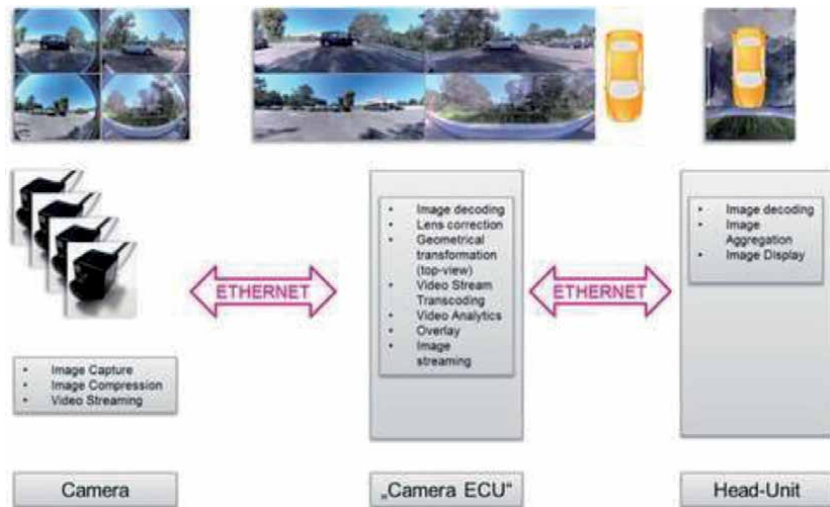 ETHERNET
• Image Capture
• Image Compression
• Video Streaming
Camera
• Image decoding
• Lens correction
• Geometrical
transformation
(top-view)
• Video Stream
Transcoding
• Video Analytics
• Overlay
• Image
streaming
„Camera ECU“
ETHERNET
• Image decoding
• Image
Aggregation
• Image Display
Head-Unit